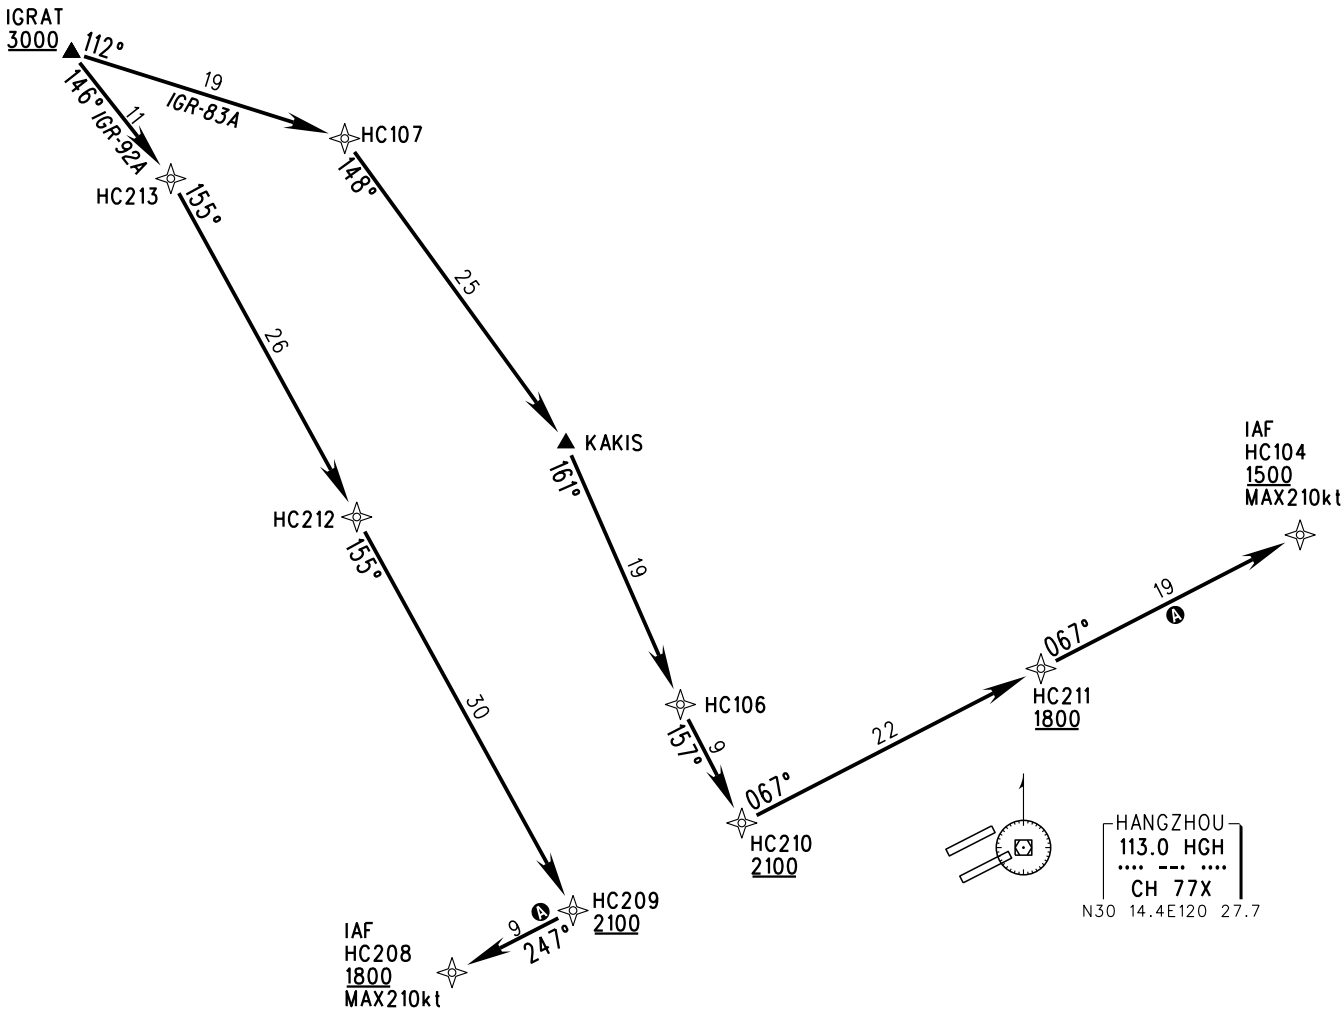 IGRAT
3000
112°
19
IGR-83A
146°
11
IGR-92A
HC107
148°
HC213
155°
25
26
KAKIS
161°
IAF
HC104
1500
MAX210kt
HC212
155°
19
19
A
067°
HC211
1800
30
HC106
157°
9
22
067°
HC210
2100
HANGZHOU
113.0 HGH
•••• −−• ••••
CH 77X
N30 14.4E120 27.7
A
HC209
2100
9
247°
IAF
HC208
1800
MAX210kt